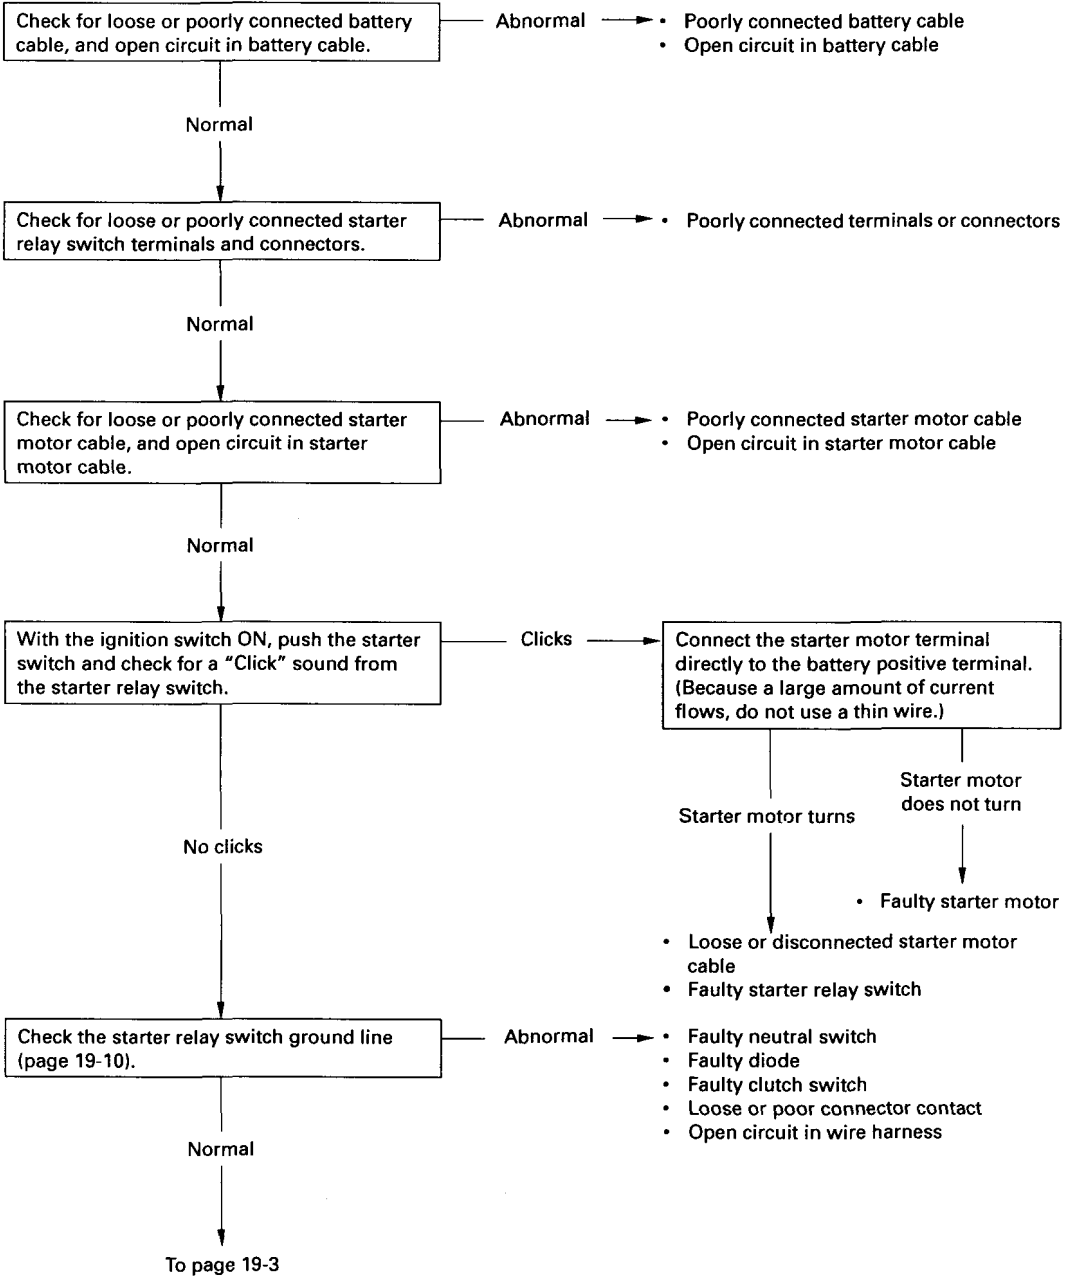 Check for loose or poorly connected battery
cable, and open circuit in battery cable.
Abnormal
• Poorly connected battery cable
• Open circuit in battery cable
Normal
Check for loose or poorly connected starter
relay switch terminals and connectors.
Abnormal
• Poorly connected terminals or connectors
Normal
Check for loose or poorly connected starter
motor cable, and open circuit in starter
motor cable.
Abnormal
• Poorly connected starter motor cable
• Open circuit in starter motor cable
Normal
With the ignition switch ON, push the starter
switch and check for a “Click” sound from
the starter relay switch.
Clicks
Connect the starter motor terminal
directly to the battery positive terminal.
(Because a large amount of current
flows, do not use a thin wire.)
Starter motor
does not turn
Starter motor turns
No clicks
• Faulty starter motor
• Loose or disconnected starter motor
cable
• Faulty starter relay switch
Check the starter relay switch ground line
(page 19-10).
Abnormal
• Faulty neutral switch
• Faulty diode
• Faulty clutch switch
• Loose or poor connector contact
• Open circuit in wire harness
Normal
To page 19-3